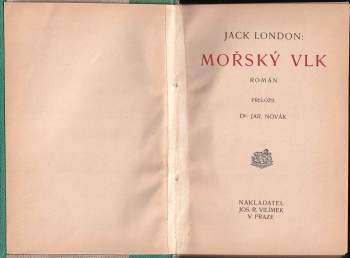 JACK LONDON:
MOŘSKÝ VLK
ROMÁN
PŘELOŽIL
Dr JAR. NOVÁK
NAKLADATEL
JOS. R. VILÍMEK
V PRAZE